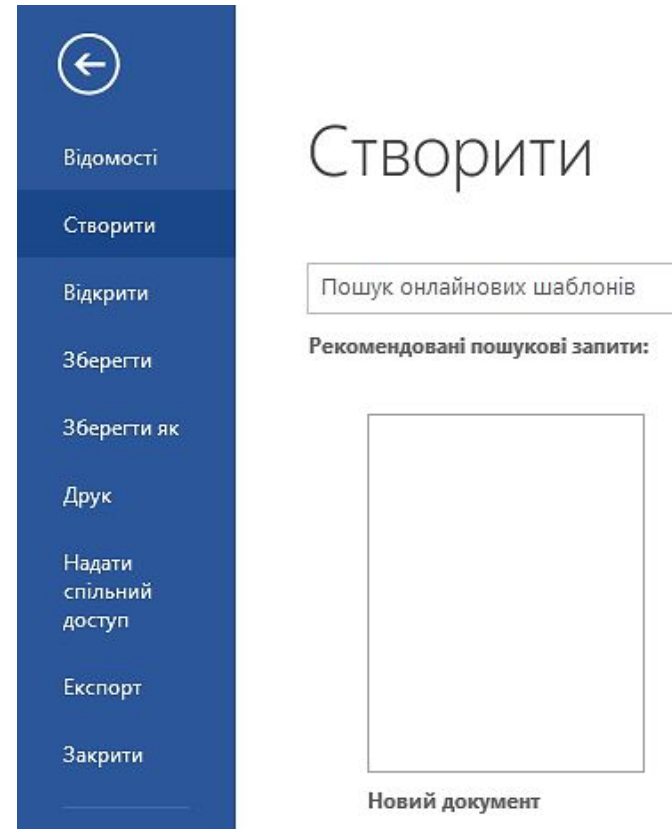 Відомості
Створити
Відкрити
Зберегти
Зберегти як
Друк
Надати
спільний
доступ
Експорт
Закрити
Створити
Пошук онлайнових шаблонів
Рекомендовані пошукові запити:
Новий документ